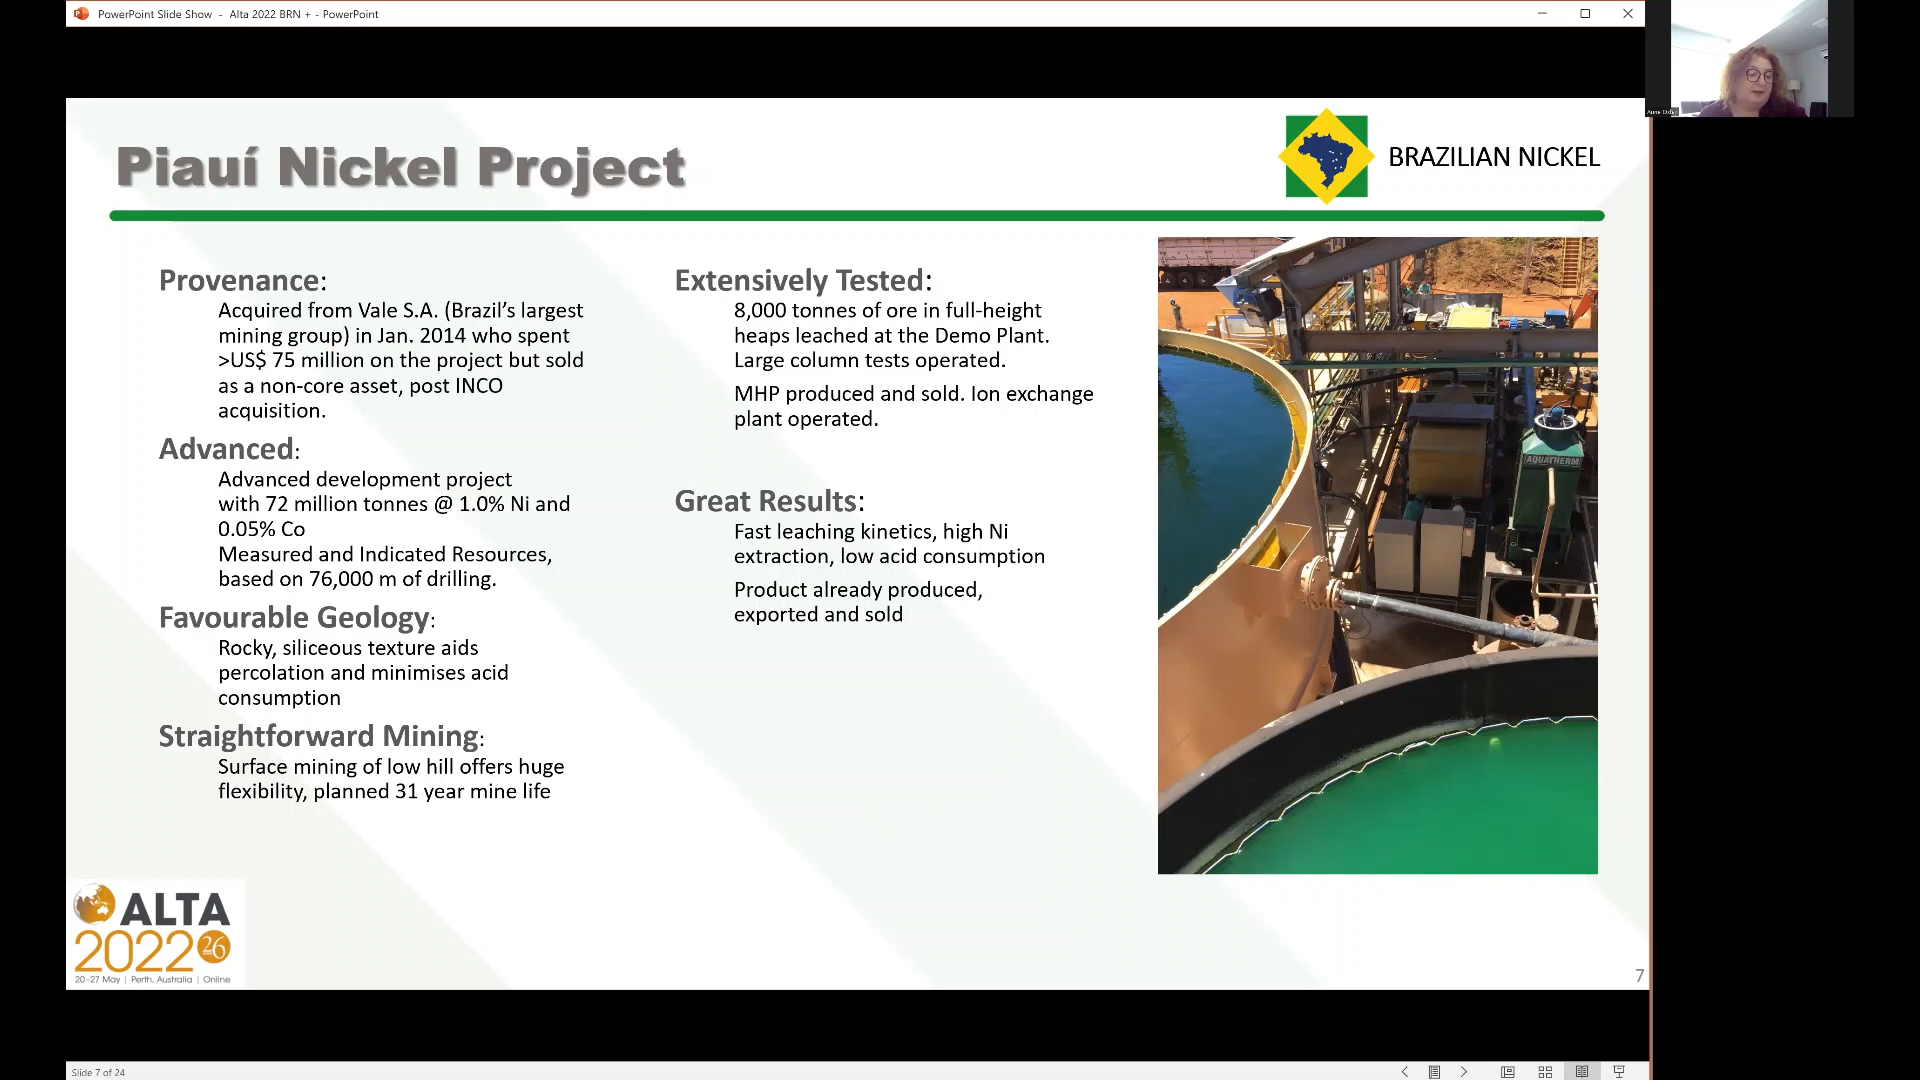 PowerPoint Slide Show - Alta 2022 BRN + - PowerPoint
Anne Oxley
Piauí Nickel Project
BRAZILIAN NICKEL
Provenance:
Acquired from Vale S.A. (Brazil’s largest
mining group) in Jan. 2014 who spent
>US$ 75 million on the project but sold
as a non-core asset, post INCO
acquisition.
Advanced:
Advanced development project
with 72 million tonnes @ 1.0% Ni and
0.05% Co
Measured and Indicated Resources,
based on 76,000 m of drilling.
Favourable Geology:
Rocky, siliceous texture aids
percolation and minimises acid
consumption
Straightforward Mining:
Surface mining of low hill offers huge
flexibility, planned 31 year mine life
Extensively Tested:
8,000 tonnes of ore in full-height
heaps leached at the Demo Plant.
Large column tests operated.
MHP produced and sold. Ion exchange
plant operated.
Great Results:
Fast leaching kinetics, high Ni
extraction, low acid consumption
Product already produced,
exported and sold
AQUATHERM
ALTA
2022 26
20-27 May | Perth, Australia | Online
7
Slide 7 of 24